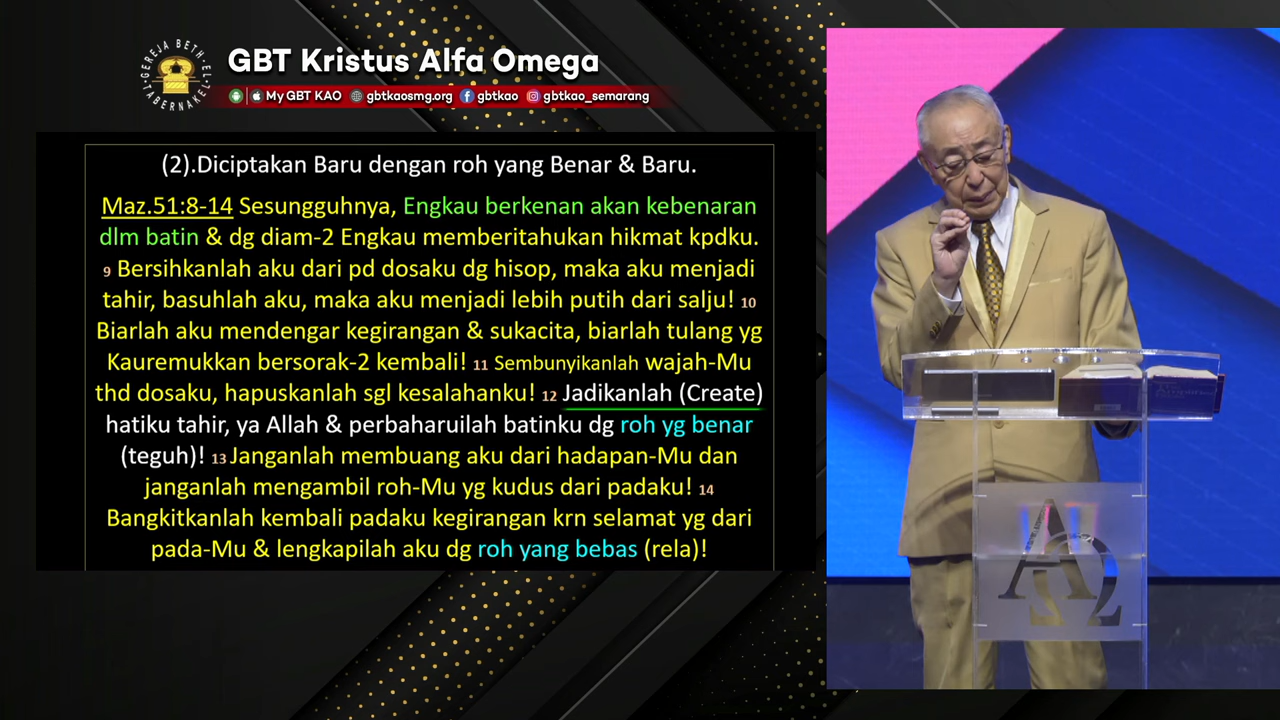 GEREJA BETH-EL TABERNAKEL
GBT Kristus Alfa Omega
My GBT KAO gbtkaosmg.org gbtkao gbtkao_semarang
(2).Diciptakan Baru dengan roh yang Benar & Baru.
Maz.51:8-14 Sesungguhnya, Engkau berkenan akan kebenaran
dlm batin & dg diam-2 Engkau memberitahukan hikmat kpdku.
9 Bersihkanlah aku dari pd dosaku dg hisop, maka aku menjadi
tahir, basuhlah aku, maka aku menjadi lebih putih dari salju! 10
Biarlah aku mendengar kegirangan & sukacita, biarlah tulang yg
Kauremukkan bersorak-2 kembali! 11 Sembunyikanlah wajah-Mu
thd dosaku, hapuskanlah sgl kesalahanku! 12 Jadikanlah (Create)
hatiku tahir, ya Allah & perbaharuilah batinku dg roh yg benar
(teguh)! 13 Janganlah membuang aku dari hadapan-Mu dan
janganlah mengambil roh-Mu yg kudus dari padaku! 14
Bangkitkanlah kembali padaku kegirangan krn selamat yg dari
pada-Mu & lengkapilah aku dg roh yang bebas (rela)!
ΑΩ